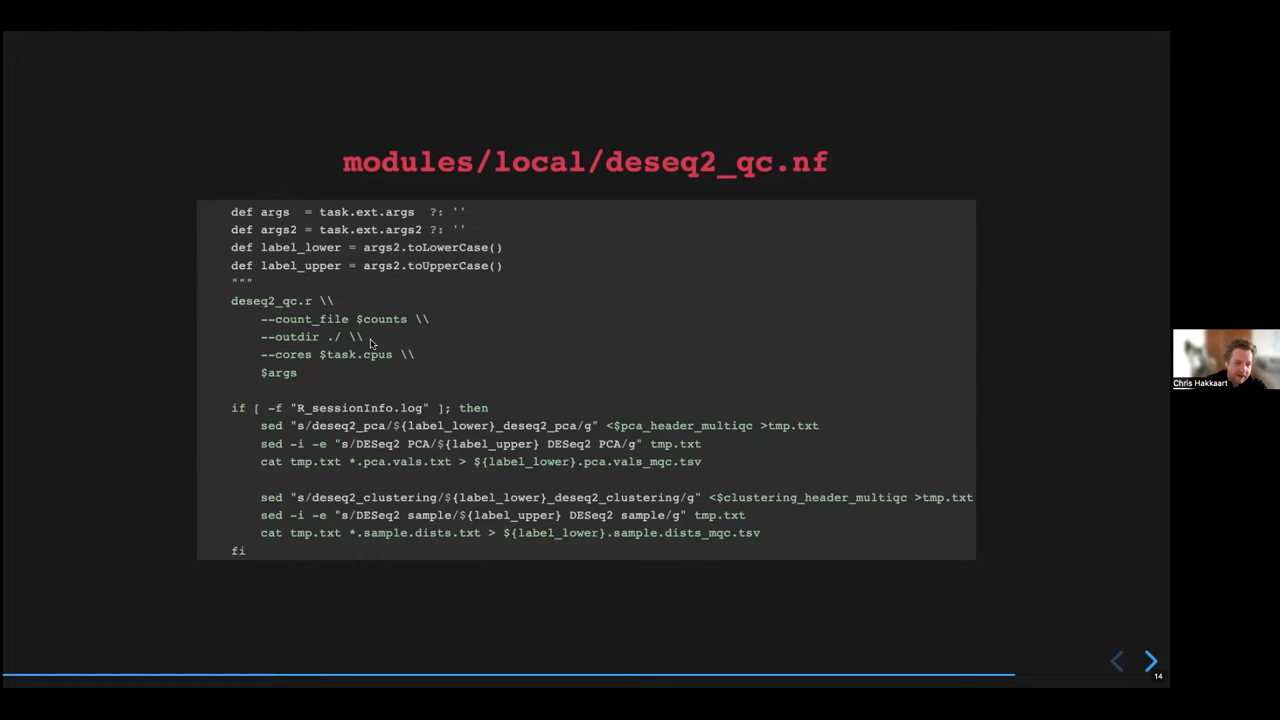 modules/local/deseq2_qc.nf
def args  = task.ext.args  ?: ''
def args2 = task.ext.args2 ?: ''
def label_lower = args2.toLowerCase()
def label_upper = args2.toUpperCase()
"""
deseq2_qc.r \\
    --count_file $counts \\
    --outdir ./ \\
    --cores $task.cpus \\
    $args
if [ -f "R_sessionInfo.log" ]; then
    sed "s/deseq2_pca/${label_lower}_deseq2_pca/g" <$pca_header_multiqc >tmp.txt
    sed -i -e "s/DESeq2 PCA/${label_upper} DESeq2 PCA/g" tmp.txt
    cat tmp.txt *.pca.vals.txt > ${label_lower}.pca.vals_mqc.tsv
    sed "s/deseq2_clustering/${label_lower}_deseq2_clustering/g" <$clustering_header_multiqc >tmp.txt
    sed -i -e "s/DESeq2 sample/${label_upper} DESeq2 sample/g" tmp.txt
    cat tmp.txt *.sample.dists.txt > ${label_lower}.sample.dists_mqc.tsv
fi
Chris Hakkaart
14